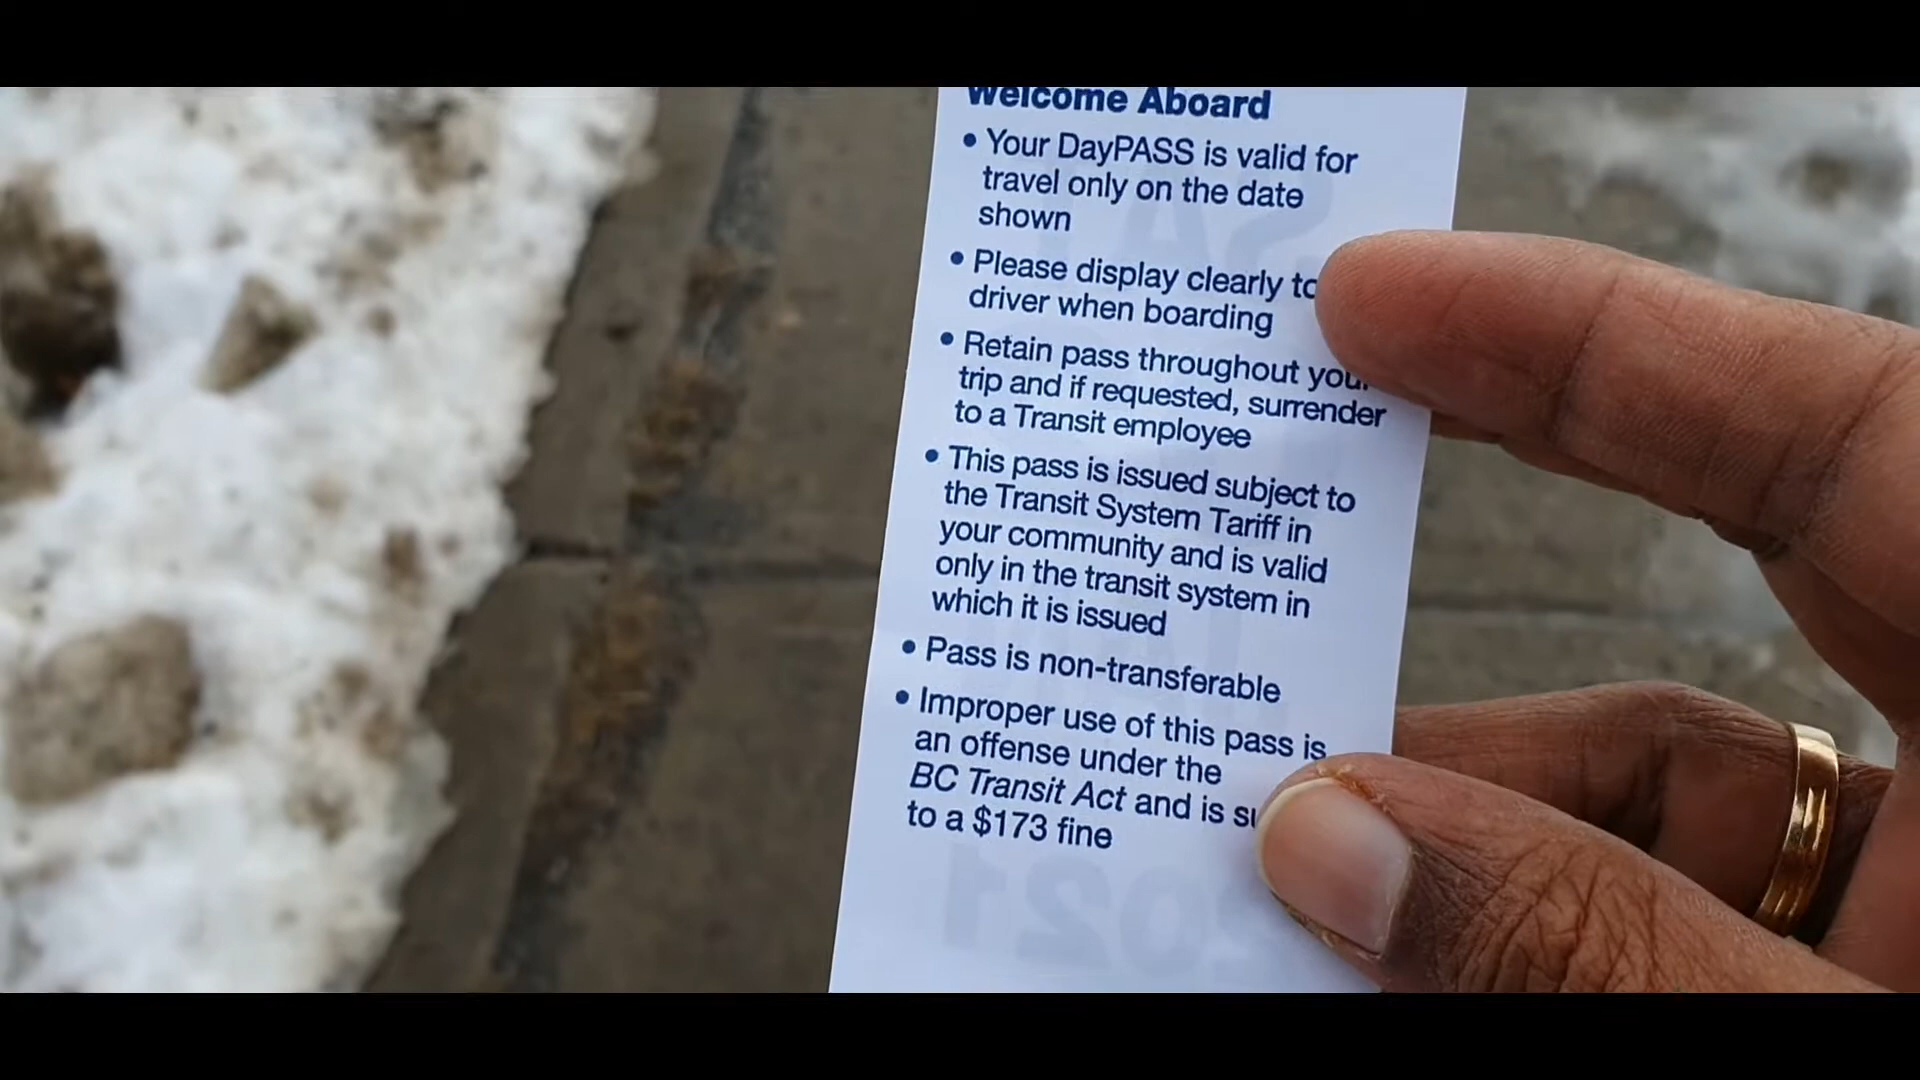 Welcome Aboard
• Your DayPASS is valid for
travel only on the date
shown
• Please display clearly to
driver when boarding
• Retain pass throughout your
trip and if requested, surrender
to a Transit employee
• This pass is issued subject to
the Transit System Tariff in
your community and is valid
only in the transit system in
which it is issued
• Pass is non-transferable
• Improper use of this pass is
an offense under the
BC Transit Act and is
to a $173 fine
2021